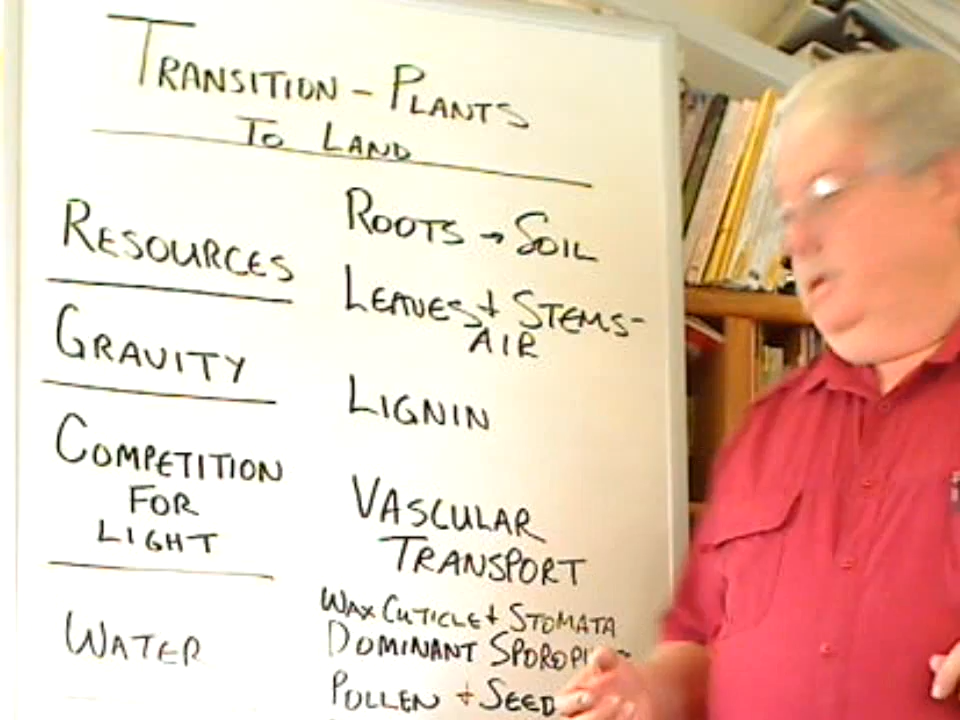 TRANSITION - PLANTS
TO LAND
RESOURCES
ROOTS → SOIL
LEAVES + STEMS -
AIR
GRAVITY
LIGNIN
COMPETITION
FOR
LIGHT
VASCULAR
TRANSPORT
WATER
WAX CUTICLE + STOMATA
DOMINANT
POLLEN + SEED